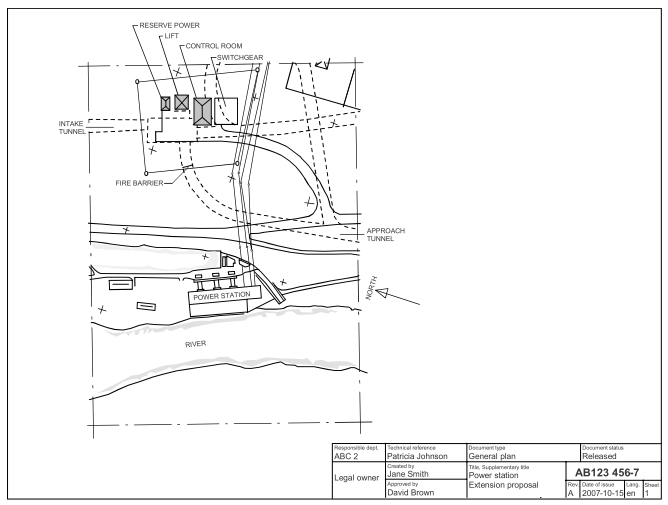 RESERVE POWER
LIFT
CONTROL ROOM
SWITCHGEAR
INTAKE
TUNNEL
FIRE BARRIER
APPROACH
TUNNEL
NORTH
POWER STATION
RIVER
Responsible dept.
ABC 2
Technical reference
Patricia Johnson
Document type
General plan
Document status
Released
Legal owner
Created by
Jane Smith
Approved by
David Brown
Title, Supplementary title
Power station
Extension proposal
AB123 456-7
Rev.
A
Date of issue
2007-10-15
Lang.
en
Sheet
1